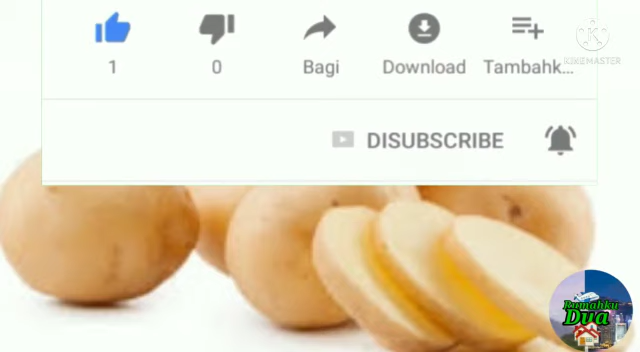 KINEMASTER
1
0
Bagi
Download
Tambahk...
DISUBSCRIBE
Rumahku
Dua